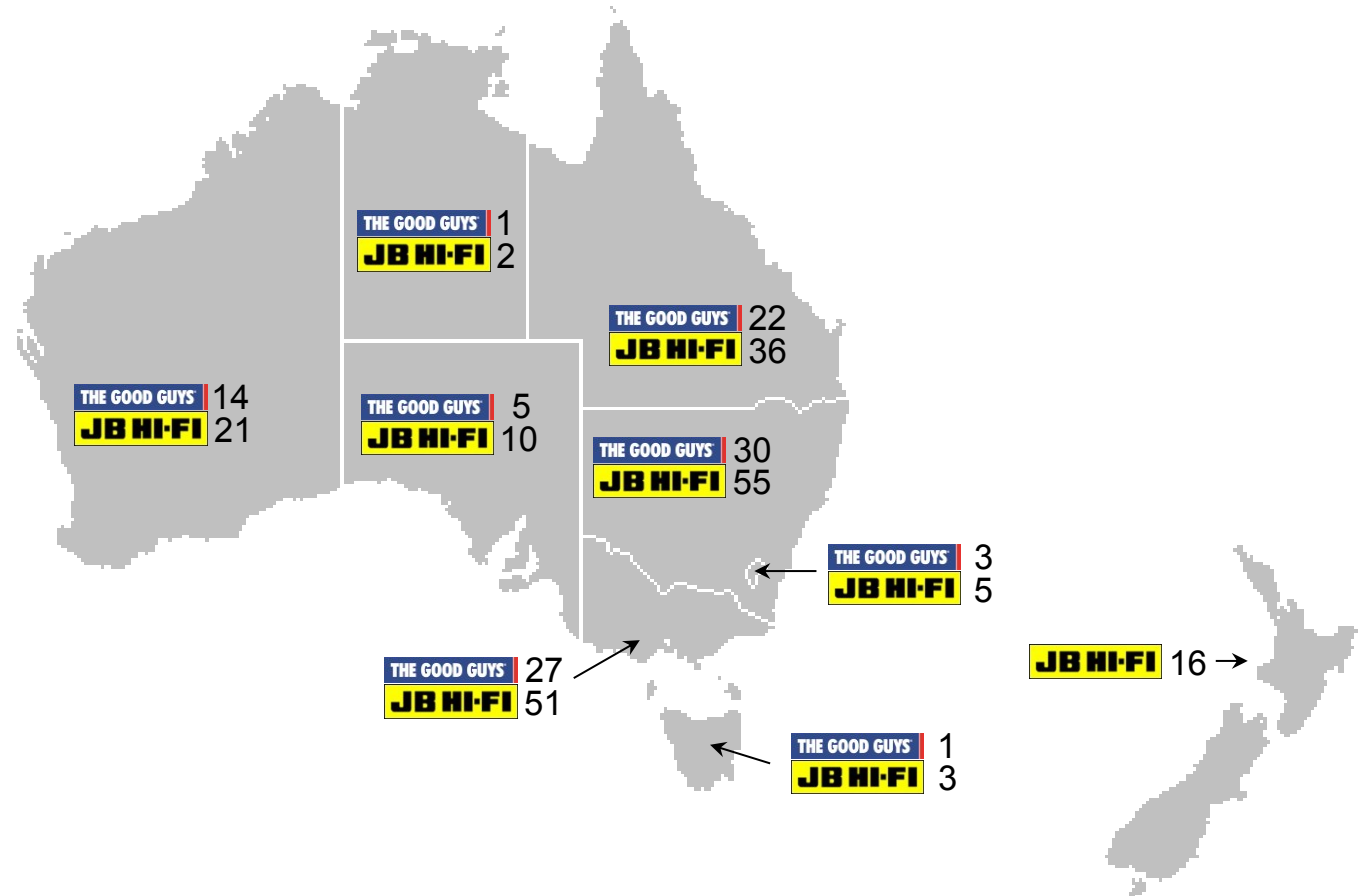 THE GOOD GUYS 1
JB HI-FI 2
THE GOOD GUYS 22
JB HI-FI 36
THE GOOD GUYS 14
JB HI-FI 21
THE GOOD GUYS 5
JB HI-FI 10
THE GOOD GUYS 30
JB HI-FI 55
THE GOOD GUYS 3
JB HI-FI 5
THE GOOD GUYS 27
JB HI-FI 51
JB HI-FI 16
THE GOOD GUYS 1
JB HI-FI 3